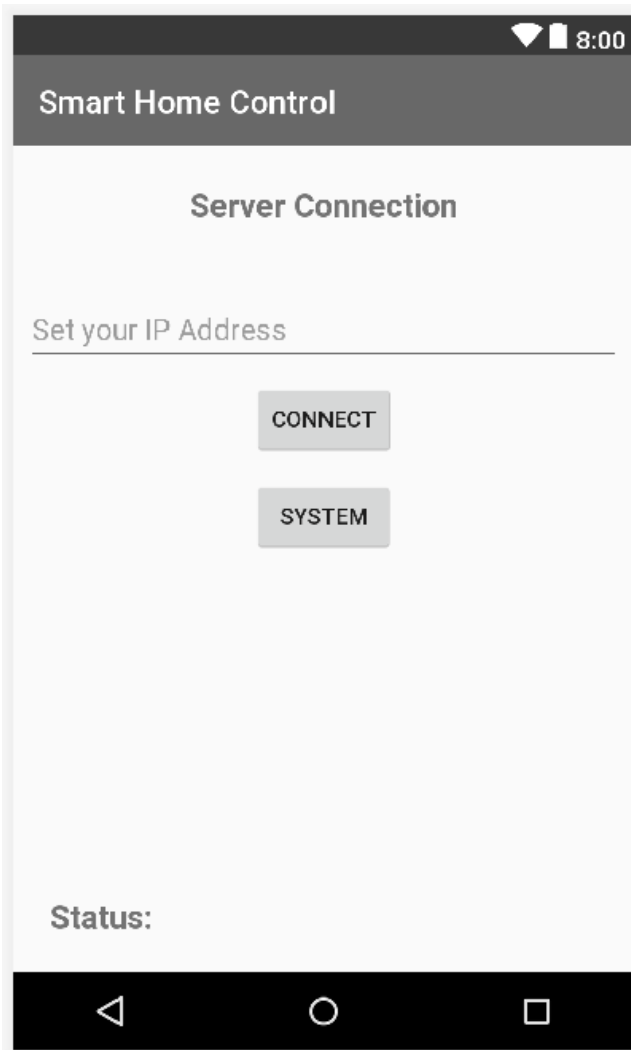 8:00
Smart Home Control
Server Connection
Set your IP Address
CONNECT
SYSTEM
Status: